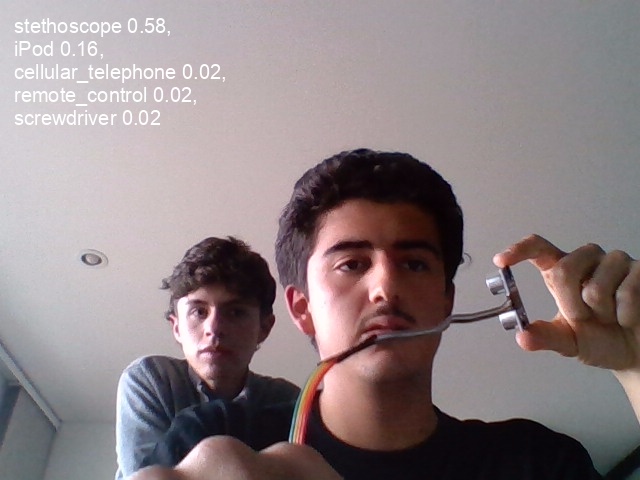 stethoscope 0.58,
iPod 0.16,
cellular_telephone 0.02,
remote_control 0.02,
screwdriver 0.02